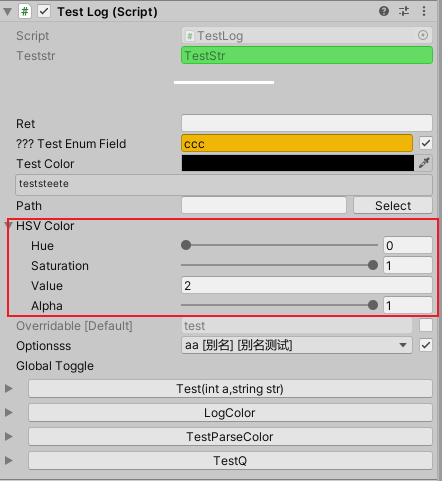 Test Log (Script)
Script TestLog
Teststr TestStr
Ret
??? Test Enum Field ccc
Test Color
teststeete
Path Select
HSV Color
Hue 0
Saturation 1
Value 2
Alpha 1
Overridable [Default] test
Optionsss aa [别名] [别名测试]
Global Toggle
Test(int a,string str)
LogColor
TestParseColor
TestQ